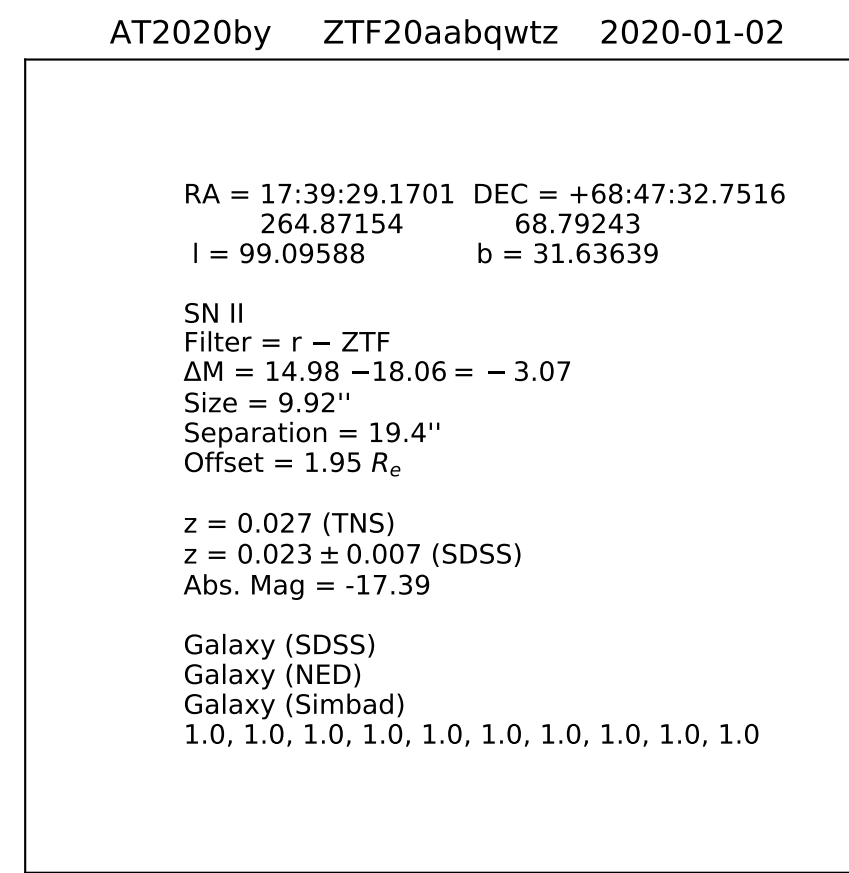 AT2020by ZTF20aabqwtz 2020-01-02
RA = 17:39:29.1701 DEC = +68:47:32.7516
264.87154 68.79243
l = 99.09588 b = 31.63639
SN II
Filter = r − ZTF
ΔM = 14.98 −18.06 = − 3.07
Size = 9.92''
Separation = 19.4''
Offset = 1.95 Re
z = 0.027 (TNS)
z = 0.023 ± 0.007 (SDSS)
Abs. Mag = -17.39
Galaxy (SDSS)
Galaxy (NED)
Galaxy (Simbad)
1.0, 1.0, 1.0, 1.0, 1.0, 1.0, 1.0, 1.0, 1.0, 1.0